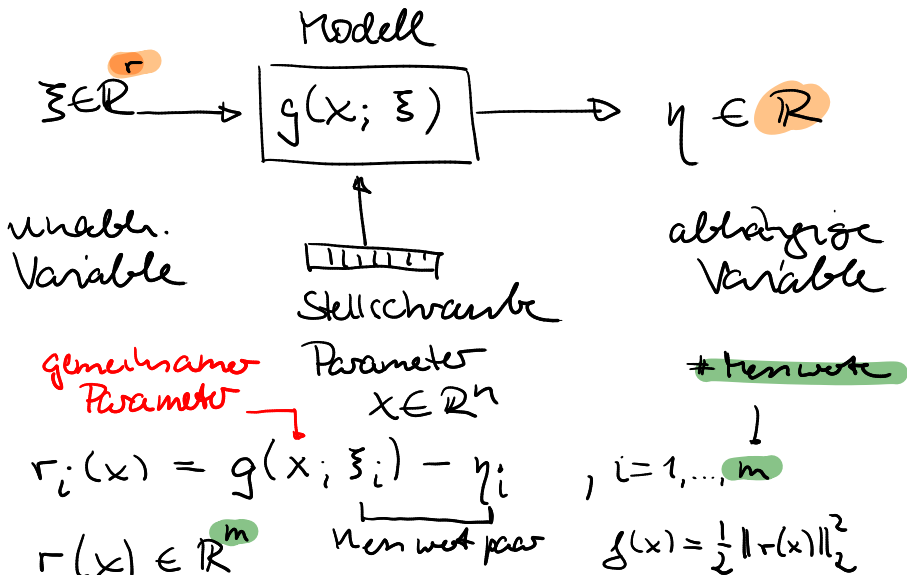 Modell
ξ ∈ ℝ^r
g(x; ξ)
η ∈ ℝ
unabh.
Variable
abhängige
Variable
Stellschraube
Parameter
x ∈ ℝ^n
gemeinsamer
Parameter
# Messwerte
r_i(x) = g(x; ξ_i) − η_i , i = 1, ..., m
Messwertpaar
r(x) ∈ ℝ^m
f(x) = ½ ‖r(x)‖₂²